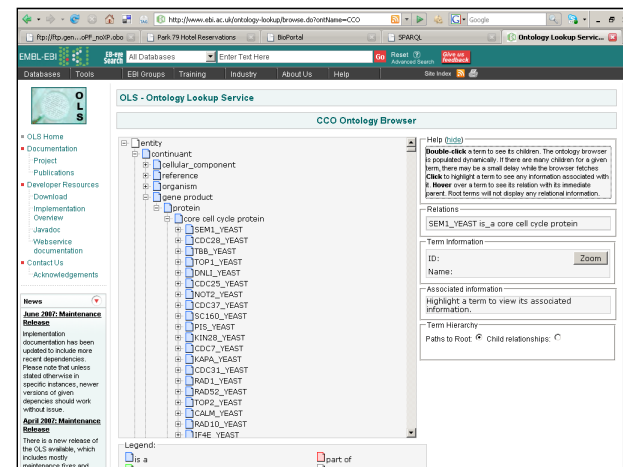 http://www.ebi.ac.uk/ontology-lookup/browse.do?ontName=CCO
Google
ftp://ftp.gen...oPF_noXP.obo
Park 79 Hotel Reservations
BioPortal
SPARQL
Ontology Lookup Servic...
EMBL-EBI
EB-eye Search
All Databases
Enter Text Here
Go
Reset
Advanced Search
Give us feedback
Databases
Tools
EBI Groups
Training
Industry
About Us
Help
Site Index
OLS
OLS - Ontology Lookup Service
CCO Ontology Browser
OLS Home
Documentation
Project
Publications
Developer Resources
Download
Implementation
Overview
Javadoc
Webservice
documentation
Contact Us
Acknowledgements
News
June 2007: Maintenance
Release
Implementation
documentation has been
updated to include more
recent dependencies.
Please note that unless
stated otherwise in
specific instances, newer
versions of given
depencies should work
without issue.
April 2007: Maintenance
Release
There is a new release of
the OLS available, which
includes mostly
maintenance fixes and
entity
continuant
cellular_component
reference
organism
gene product
protein
core cell cycle protein
SEM1_YEAST
CDC28_YEAST
TBB_YEAST
TOP1_YEAST
DNLI_YEAST
CDC25_YEAST
NOT2_YEAST
CDC37_YEAST
SC160_YEAST
PIS_YEAST
KIN28_YEAST
CDC7_YEAST
KAPA_YEAST
CDC31_YEAST
RAD1_YEAST
RAD52_YEAST
TOP2_YEAST
CALM_YEAST
RAD10_YEAST
IF4E_YEAST
Legend:
is a
part of
Help (hide)
Double-click a term to see its children. The ontology browser
is populated dynamically. If there are many children for a given
term, there may be a small delay while the browser fetches
Click to highlight a term to see any information associated with
it. Hover over a term to see its relation with its immediate
parent. Root terms will not display any relational information.
Relations
SEM1_YEAST is_a core cell cycle protein
Term Information
ID:
Zoom
Name:
Associated information
Highlight a term to view its associated
information.
Term Hierarchy
Paths to Root: Child relationships: